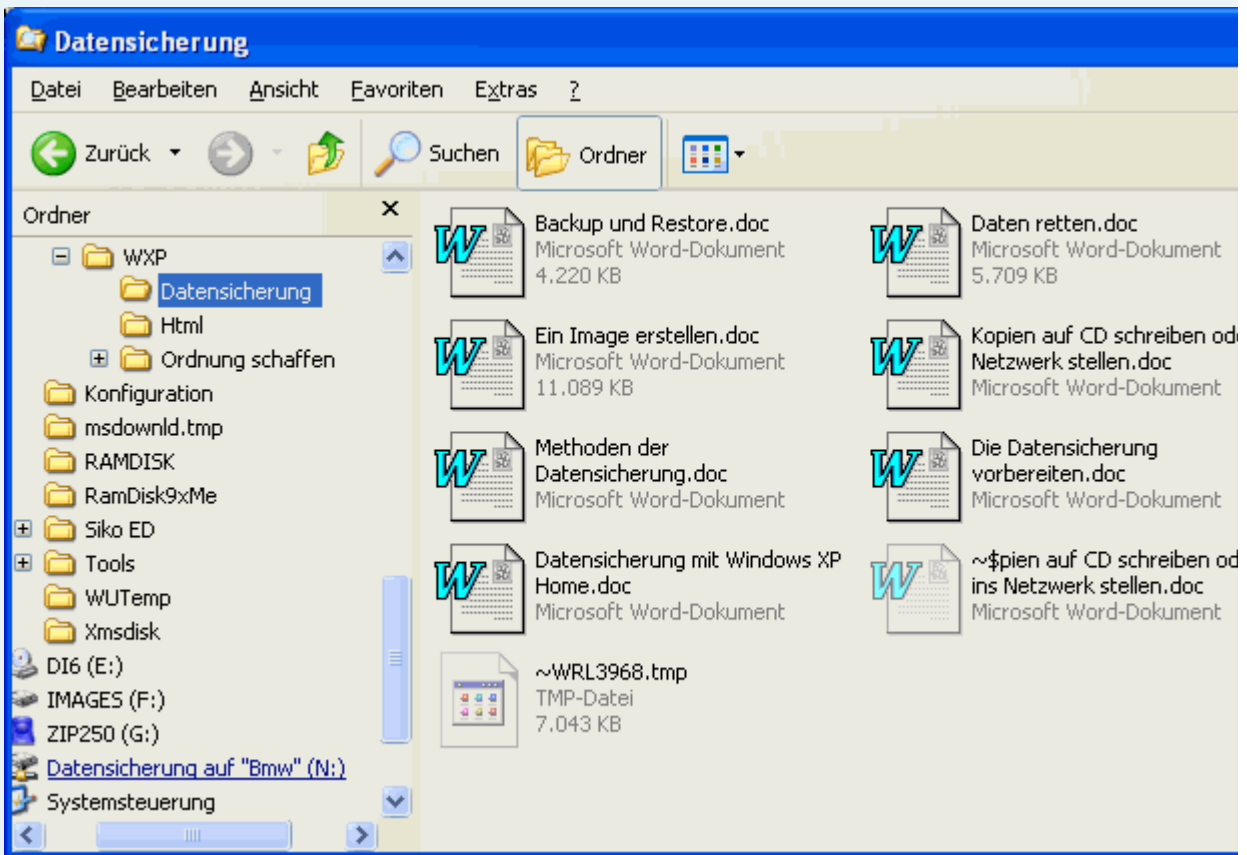 Datensicherung
Datei Bearbeiten Ansicht Favoriten Extras ?
Zurück Suchen Ordner
Ordner
WXP
Datensicherung
Html
Ordnung schaffen
Konfiguration
msdownld.tmp
RAMDISK
RamDisk9xMe
Siko ED
Tools
WUTemp
Xmsdisk
DI6 (E:)
IMAGES (F:)
ZIP250 (G:)
Datensicherung auf "Bmw" (N:)
Systemsteuerung
Backup und Restore.doc
Microsoft Word-Dokument
4.220 KB
Daten retten.doc
Microsoft Word-Dokument
5.709 KB
Ein Image erstellen.doc
Microsoft Word-Dokument
11.089 KB
Kopien auf CD schreiben
Netzwerk stellen.doc
Microsoft Word-Dokument
Methoden der
Datensicherung.doc
Microsoft Word-Dokument
Die Datensicherung
vorbereiten.doc
Microsoft Word-Dokument
Datensicherung mit Windows XP
Home.doc
Microsoft Word-Dokument
~$pien auf CD schreiben
ins Netzwerk stellen.doc
Microsoft Word-Dokument
~WRL3968.tmp
TMP-Datei
7.043 KB